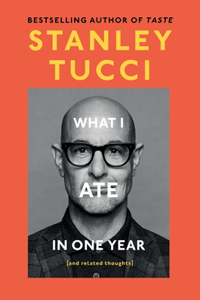 BESTSELLING AUTHOR OF TASTE
STANLEY
TUCCI
WHAT I
ATE
IN ONE YEAR
[and related thoughts]